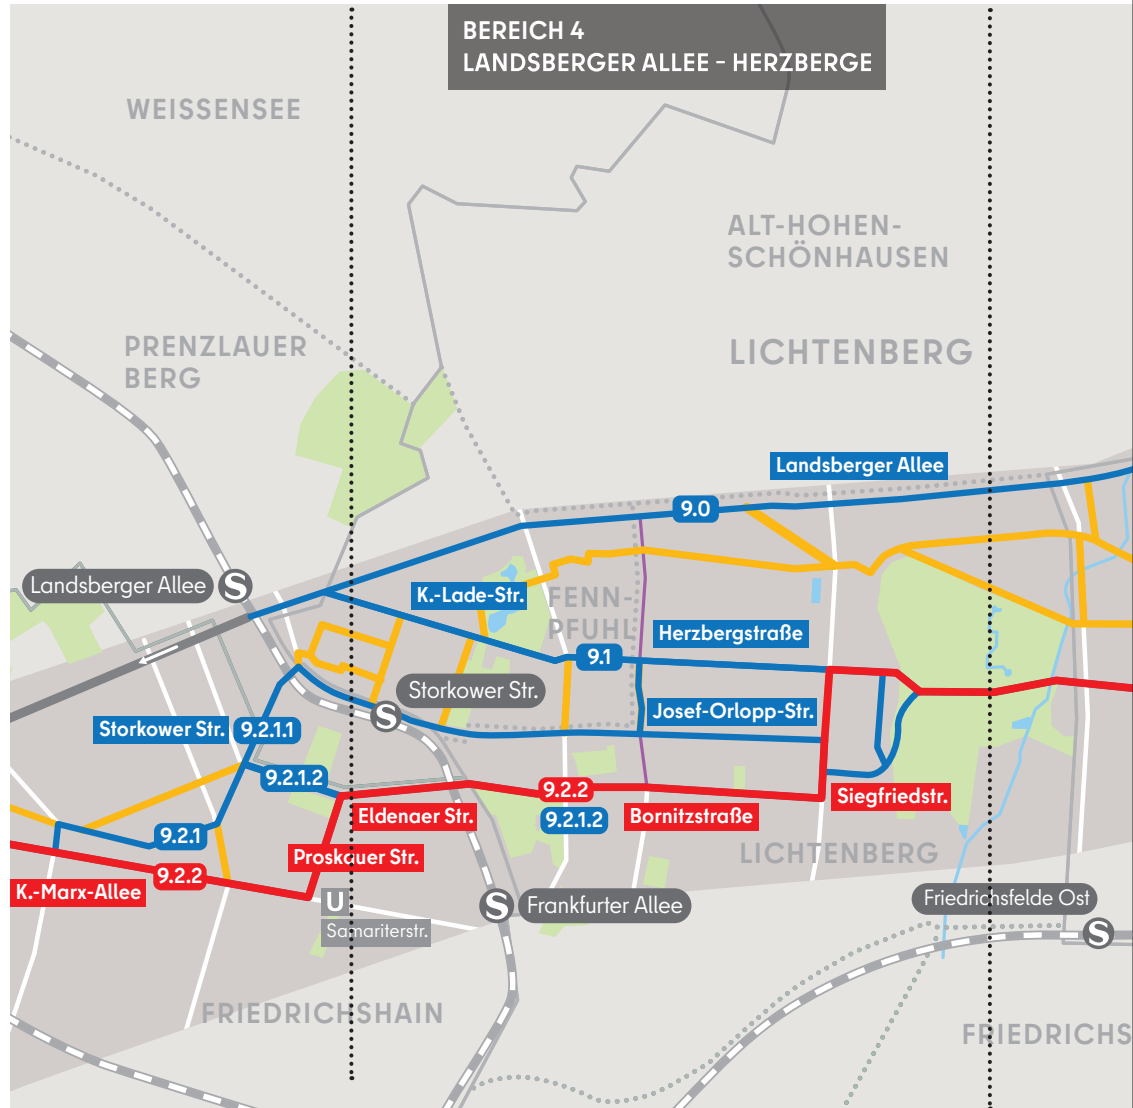 BEREICH 4
LANDSBERGER ALLEE - HERZBERGE
WEISSENSEE
ALT-HOHEN-
SCHÖNHAUSEN
PRENZLAUER
BERG
LICHTENBERG
Landsberger Allee
9.0
Landsberger Allee S
K.-Lade-Str.
FENN-
PFUHL
Herzbergstraße
9.1
Storkower Str.
S
Josef-Orlopp-Str.
Storkower Str. 9.2.1.1
9.2.1.2
9.2.2
9.2.1.2
Siegfriedstr.
Eldenaer Str.
Bornitzstraße
9.2.1
Proskauer Str.
LICHTENBERG
9.2.2
K.-Marx-Allee
U
Samariterstr.
S Frankfurter Allee
Friedrichsfelde Ost
S
FRIEDRICHSHAIN
FRIEDRICHS